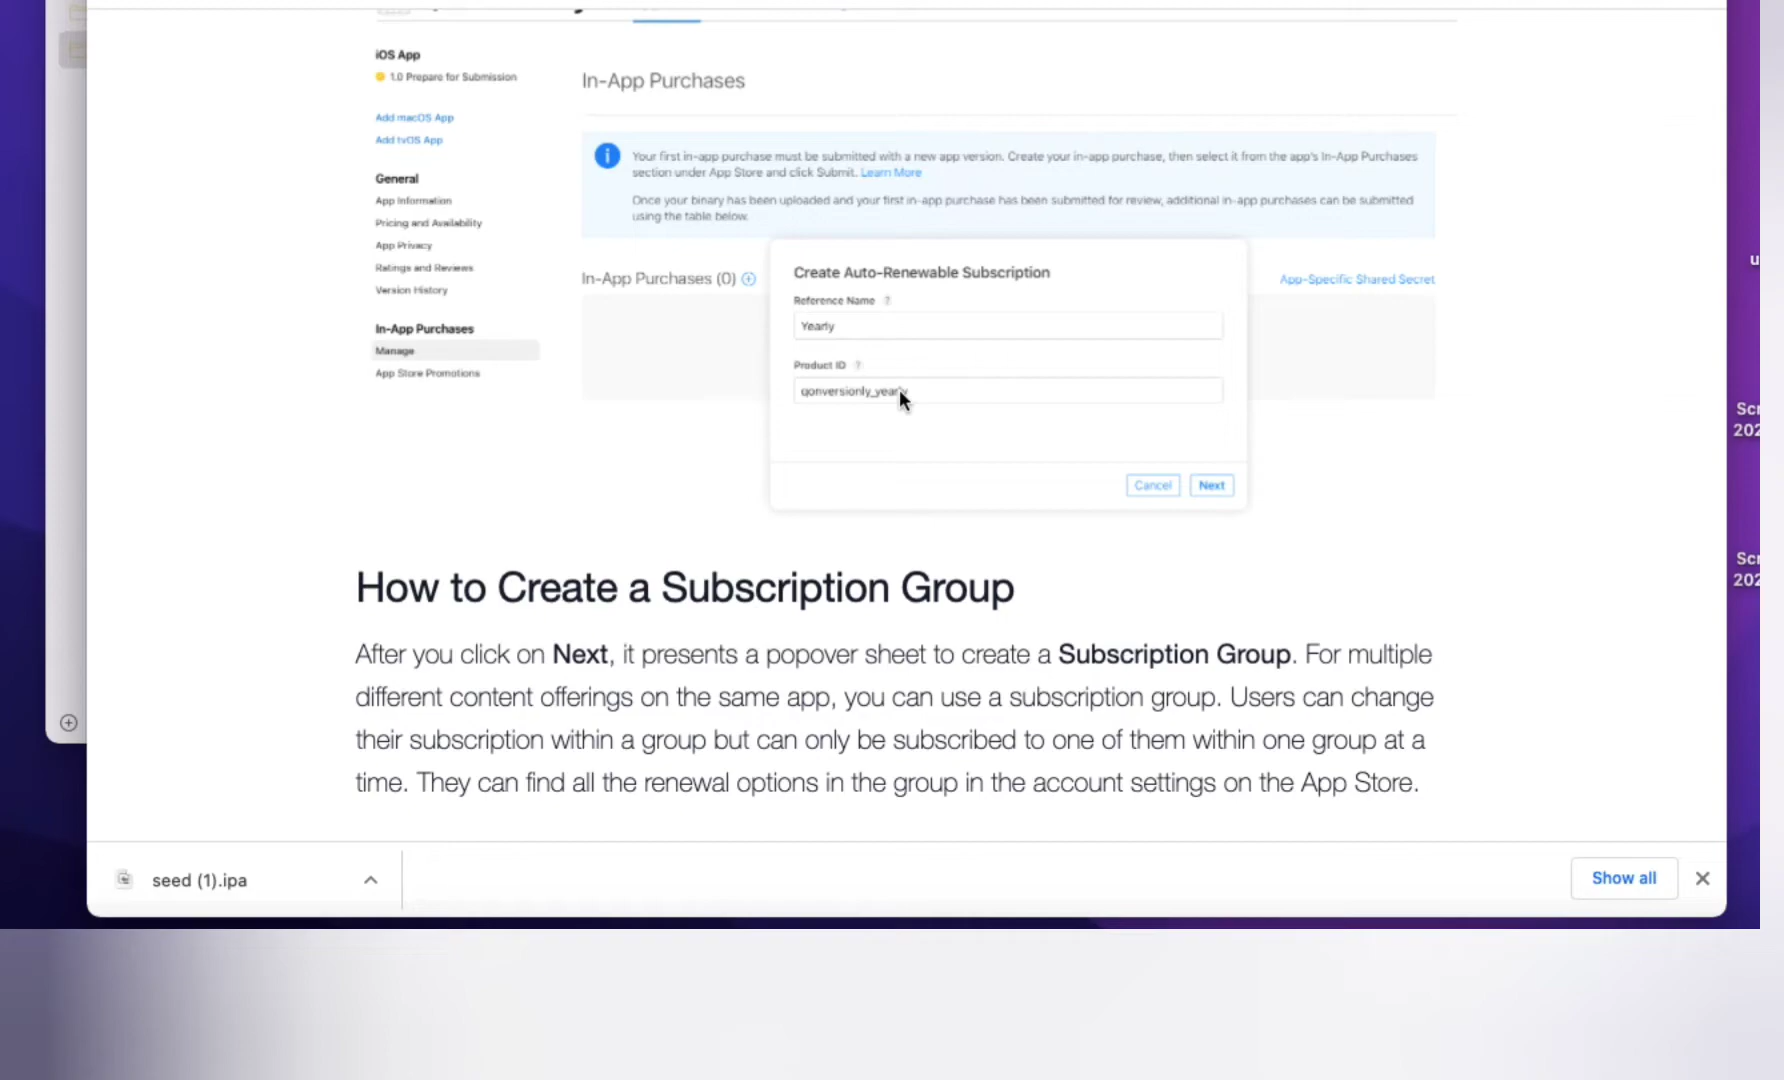 iOS App
1.0 Prepare for Submission
Add macOS App
Add tvOS App
General
App Information
Pricing and Availability
App Privacy
Ratings and Reviews
Version History
In-App Purchases
Manage
App Store Promotions
In-App Purchases
Your first in-app purchase must be submitted with a new app version. Create your in-app purchase, then select it from the app's In-App Purchases
section under App Store and click Submit. Learn More
Once your binary has been uploaded and your first in-app purchase has been submitted for review, additional in-app purchases can be submitted
using the table below.
In-App Purchases (0)
App-Specific Shared Secret
Create Auto-Renewable Subscription
Reference Name ?
Yearly
Product ID ?
qonversionly_yearly
Cancel
Next
How to Create a Subscription Group
After you click on Next, it presents a popover sheet to create a Subscription Group. For multiple
different content offerings on the same app, you can use a subscription group. Users can change
their subscription within a group but can only be subscribed to one of them within one group at a
time. They can find all the renewal options in the group in the account settings on the App Store.
seed (1).ipa
Show all
u
Scr
202
Scr
202